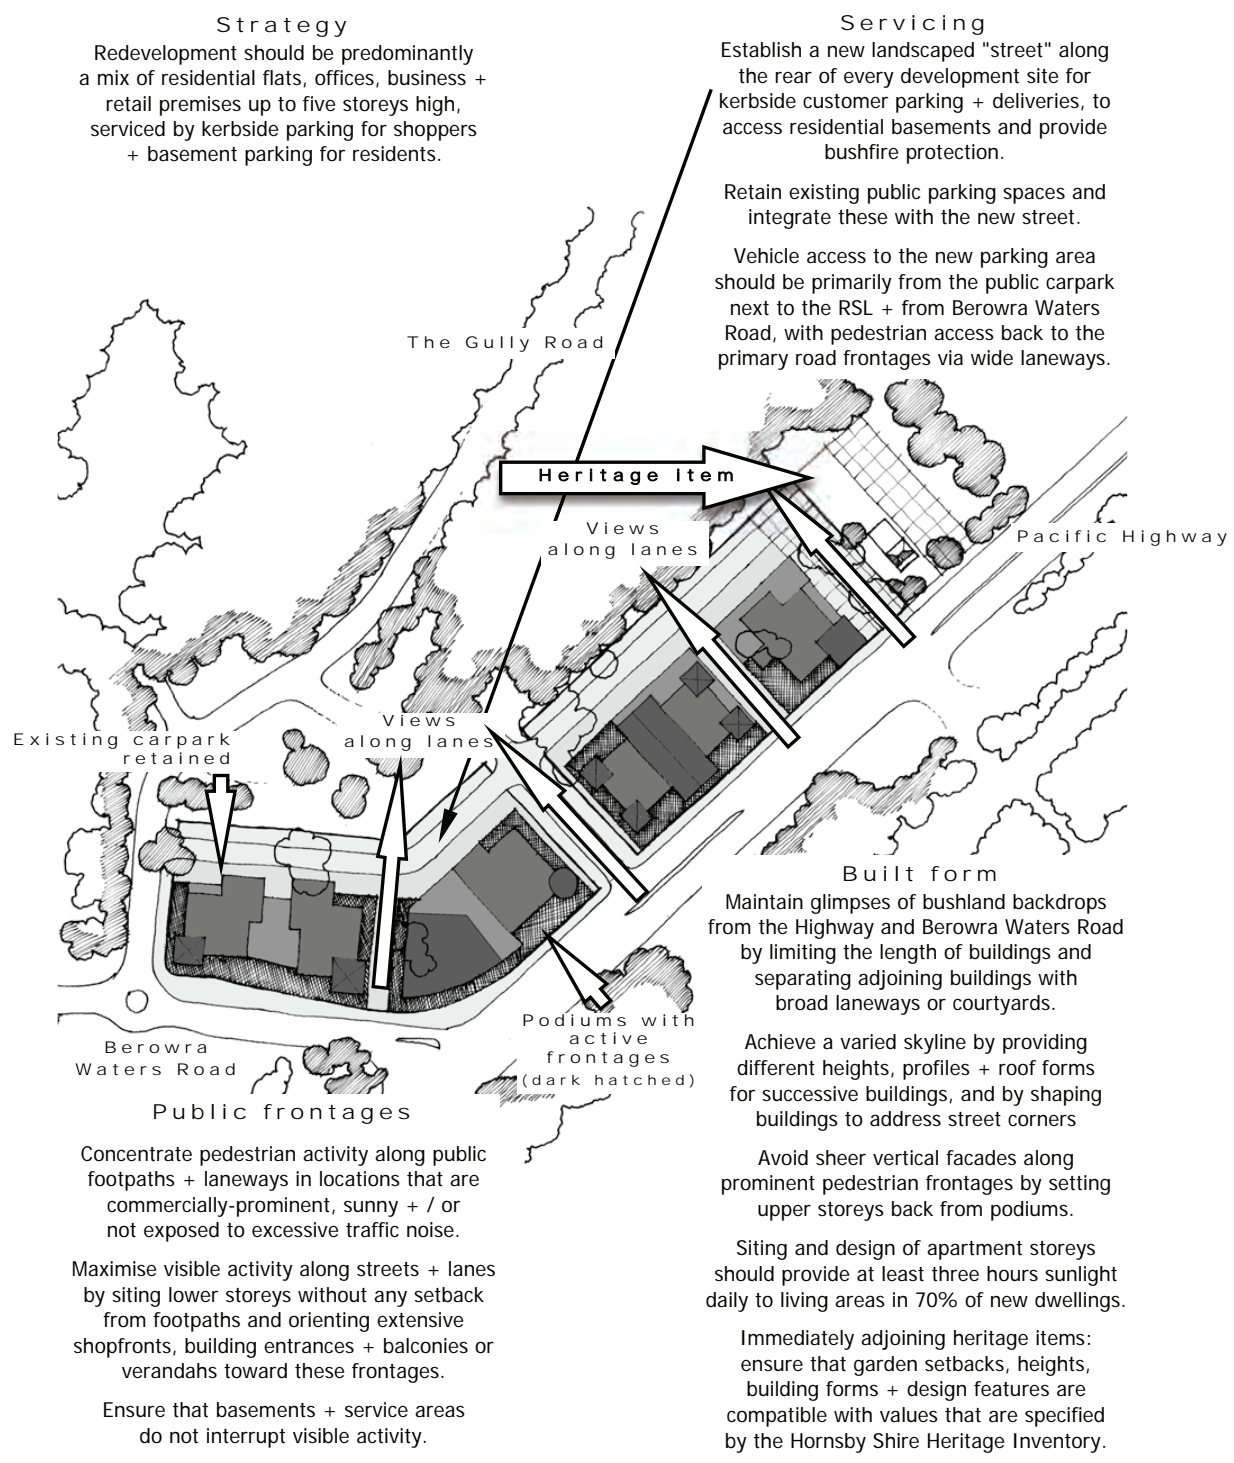 Strategy
Redevelopment should be predominantly
a mix of residential flats, offices, business +
retail premises up to five storeys high,
serviced by kerbside parking for shoppers
+ basement parking for residents.
Servicing
Establish a new landscaped "street" along
the rear of every development site for
kerbside customer parking + deliveries, to
access residential basements and provide
bushfire protection.
Retain existing public parking spaces and
integrate these with the new street.
Vehicle access to the new parking area
should be primarily from the public carpark
next to the RSL + from Berowra Waters
Road, with pedestrian access back to the
primary road frontages via wide laneways.
The Gully Road
Heritage item
Views
along lanes
Pacific Highway
Views
along lanes
Existing carpark
retained
Podiums with
active
frontages
(dark hatched)
Berowra
Waters Road
Public frontages
Concentrate pedestrian activity along public
footpaths + laneways in locations that are
commercially-prominent, sunny + / or
not exposed to excessive traffic noise.
Maximise visible activity along streets + lanes
by siting lower storeys without any setback
from footpaths and orienting extensive
shopfronts, building entrances + balconies or
verandahs toward these frontages.
Ensure that basements + service areas
do not interrupt visible activity.
Built form
Maintain glimpses of bushland backdrops
from the Highway and Berowra Waters Road
by limiting the length of buildings and
separating adjoining buildings with
broad laneways or courtyards.
Achieve a varied skyline by providing
different heights, profiles + roof forms
for successive buildings, and by shaping
buildings to address street corners
Avoid sheer vertical facades along
prominent pedestrian frontages by setting
upper storeys back from podiums.
Siting and design of apartment storeys
should provide at least three hours sunlight
daily to living areas in 70% of new dwellings.
Immediately adjoining heritage items:
ensure that garden setbacks, heights,
building forms + design features are
compatible with values that are specified
by the Hornsby Shire Heritage Inventory.